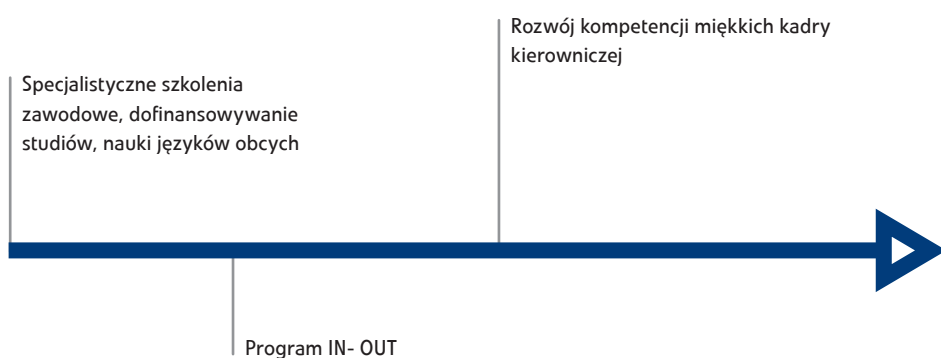 Rozwój kompetencji miękkich kadry
kierowniczej
Specjalistyczne szkolenia
zawodowe, dofinansowywanie
studiów, nauki języków obcych
Program IN- OUT